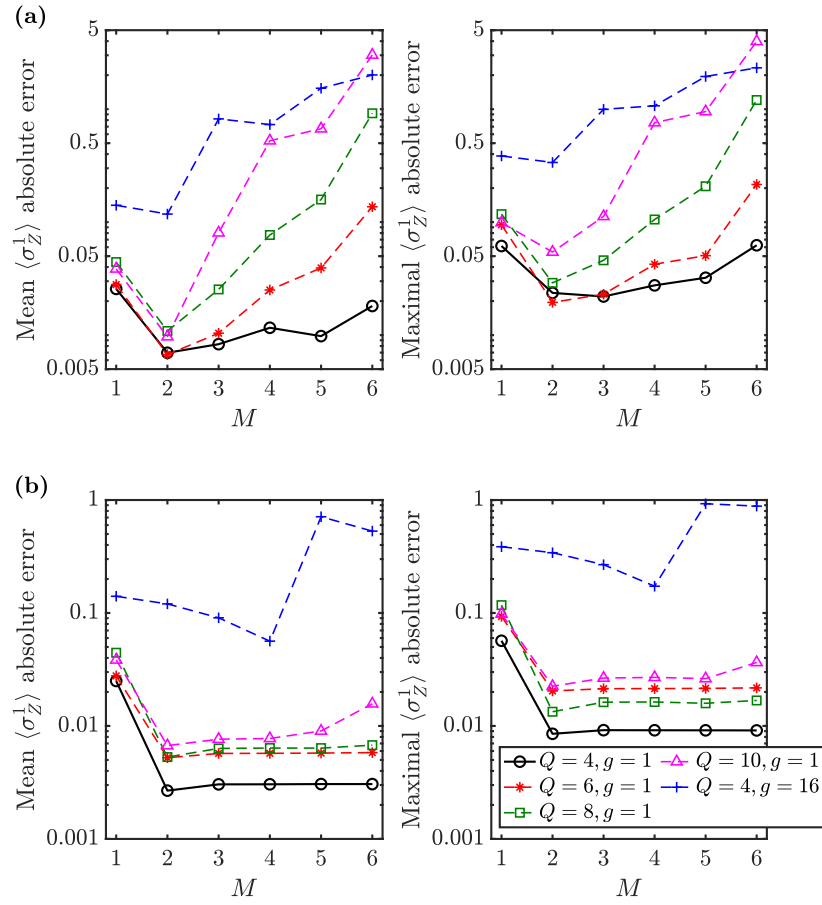 (a)
5
0.5
0.05
0.005
1 2 3 4 5 6
M
Mean ⟨σ_Z^1⟩ absolute error
5
0.5
0.05
0.005
1 2 3 4 5 6
M
Maximal ⟨σ_Z^1⟩ absolute error
(b)
1
0.1
0.01
0.001
1 2 3 4 5 6
M
Mean ⟨σ_Z^1⟩ absolute error
1
0.1
0.01
0.001
1 2 3 4 5 6
M
Maximal ⟨σ_Z^1⟩ absolute error
Q = 4, g = 1
Q = 6, g = 1
Q = 8, g = 1
Q = 10, g = 1
Q = 4, g = 16